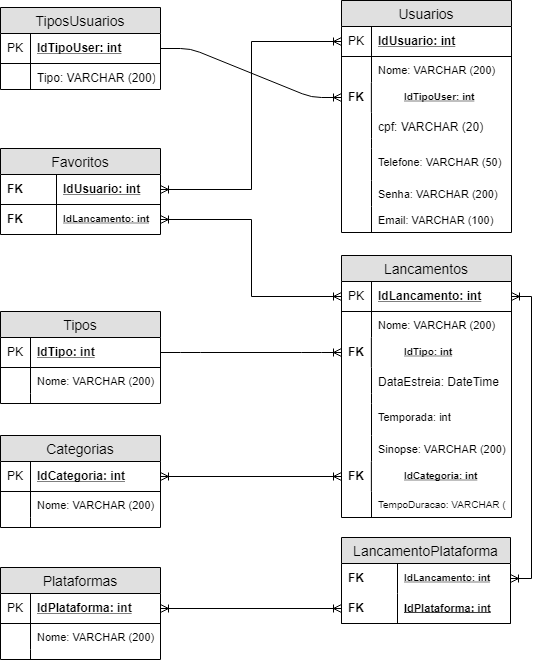 TiposUsuarios
PK IdTipoUser: int
Tipo: VARCHAR (200)
Usuarios
PK IdUsuario: int
Nome: VARCHAR (200)
FK IdTipoUser: int
cpf: VARCHAR (20)
Telefone: VARCHAR (50)
Senha: VARCHAR (200)
Email: VARCHAR (100)
Favoritos
FK IdUsuario: int
FK IdLancamento: int
Lancamentos
PK IdLancamento: int
Nome: VARCHAR (200)
FK IdTipo: int
DataEstreia: DateTime
Temporada: int
Sinopse: VARCHAR (200)
FK IdCategoria: int
TempoDuracao: VARCHAR (
Tipos
PK IdTipo: int
Nome: VARCHAR (200)
Categorias
PK IdCategoria: int
Nome: VARCHAR (200)
LancamentoPlataforma
FK IdLancamento: int
FK IdPlataforma: int
Plataformas
PK IdPlataforma: int
Nome: VARCHAR (200)